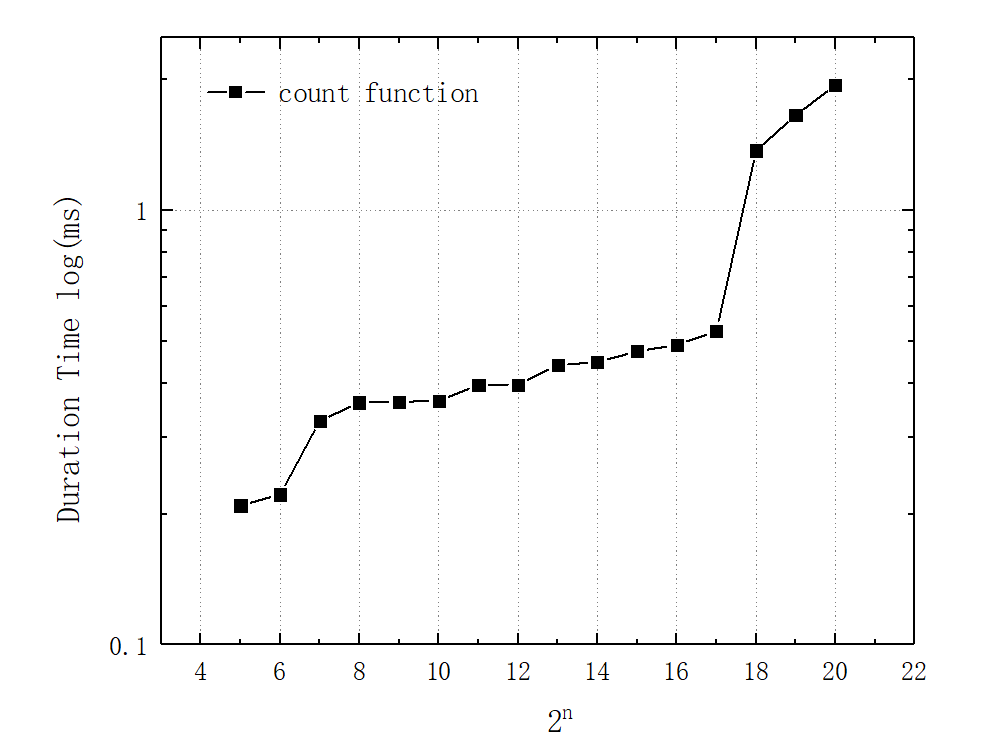 count function
Duration Time log(ms)
1
0.1
4 6 8 10 12 14 16 18 20 22
2ⁿ